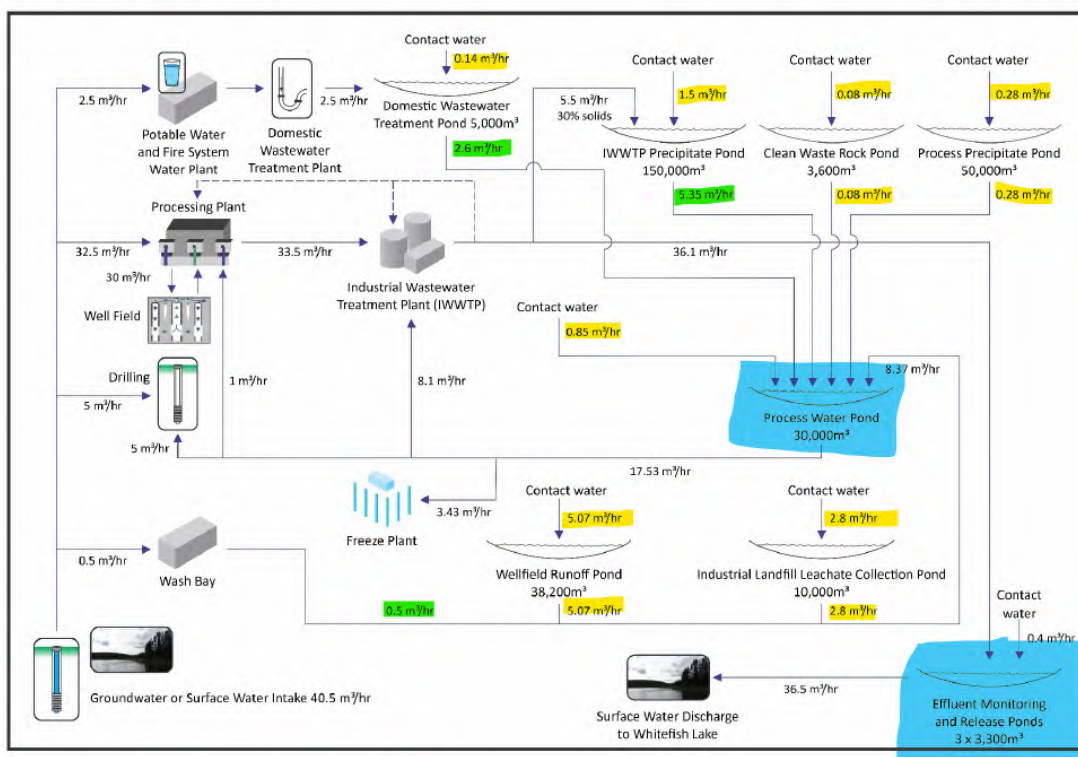 Contact water
0.14 m³/hr
Contact water
1.5 m³/hr
Contact water
0.08 m³/hr
Contact water
0.28 m³/hr
2.5 m³/hr
2.5 m³/hr
5.5 m³/hr
30% solids
Potable Water
and Fire System
Water Plant
Domestic
Wastewater
Treatment Plant
Domestic Wastewater
Treatment Pond 5,000m³
2.6 m³/hr
IWWTP Precipitate Pond
150,000m³
5.35 m³/hr
Clean Waste Rock Pond
3,600m³
0.08 m³/hr
Process Precipitate Pond
50,000m³
0.28 m³/hr
Processing Plant
32.5 m³/hr
33.5 m³/hr
36.1 m³/hr
30 m³/hr
Industrial Wastewater
Treatment Plant (IWWTP)
Well Field
Contact water
0.85 m³/hr
Drilling
5 m³/hr
1 m³/hr
8.1 m³/hr
8.37 m³/hr
Process Water Pond
30,000m³
5 m³/hr
17.53 m³/hr
3.43 m³/hr
Freeze Plant
Contact water
5.07 m³/hr
Contact water
2.8 m³/hr
0.5 m³/hr
Wash Bay
Wellfield Runoff Pond
38,200m³
5.07 m³/hr
Industrial Landfill Leachate Collection Pond
10,000m³
2.8 m³/hr
0.5 m³/hr
Contact
water
0.4 m³/hr
Groundwater or Surface Water Intake 40.5 m³/hr
36.5 m³/hr
Surface Water Discharge
to Whitefish Lake
Effluent Monitoring
and Release Ponds
3 x 3,300m³